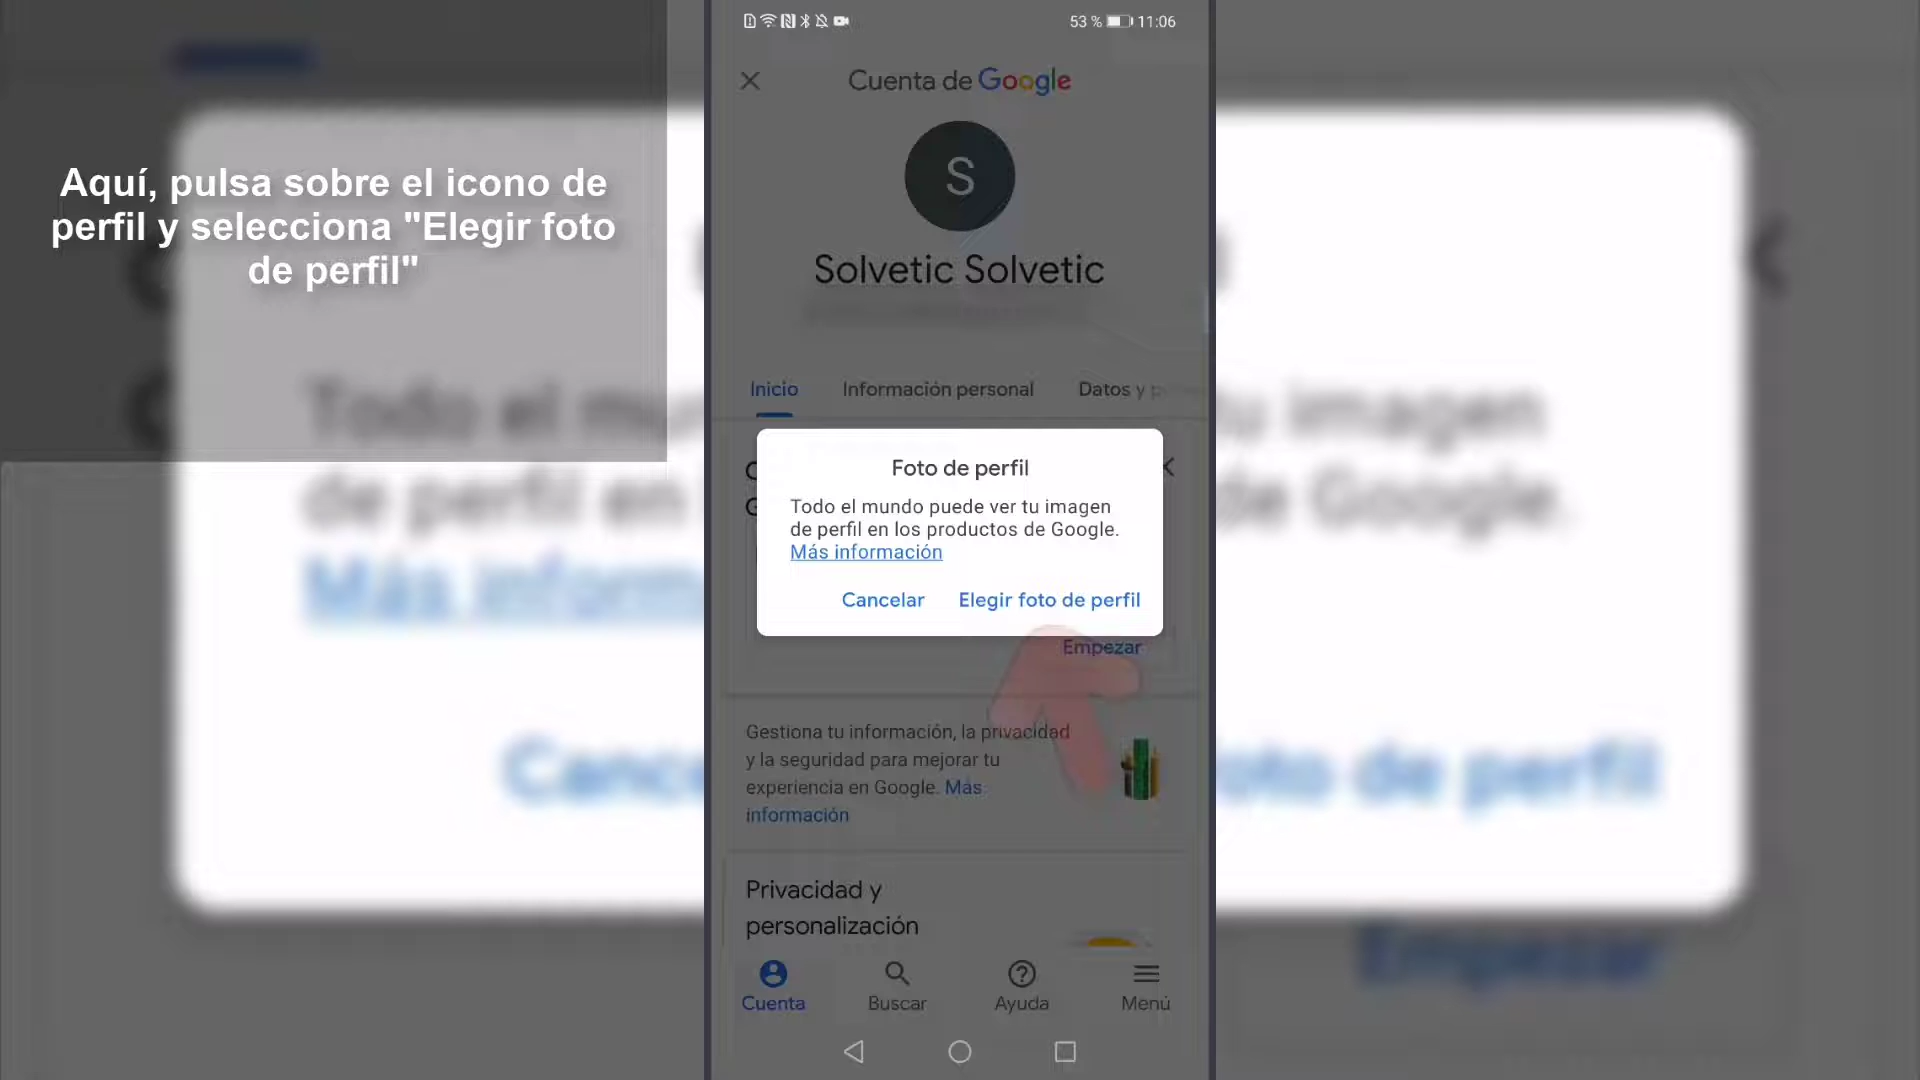 53 % 11:06
Cuenta de Google
S
Solvetic Solvetic
Inicio Información personal Datos y
Aquí, pulsa sobre el icono de
perfil y selecciona "Elegir foto
de perfil"
Foto de perfil
Todo el mundo puede ver tu imagen
de perfil en los productos de Google.
Más información
Cancelar Elegir foto de perfil
Empezar
Gestiona tu información, la privacidad
y la seguridad para mejorar tu
experiencia en Google. Más
información
Privacidad y
personalización
Cuenta Buscar Ayuda Menú